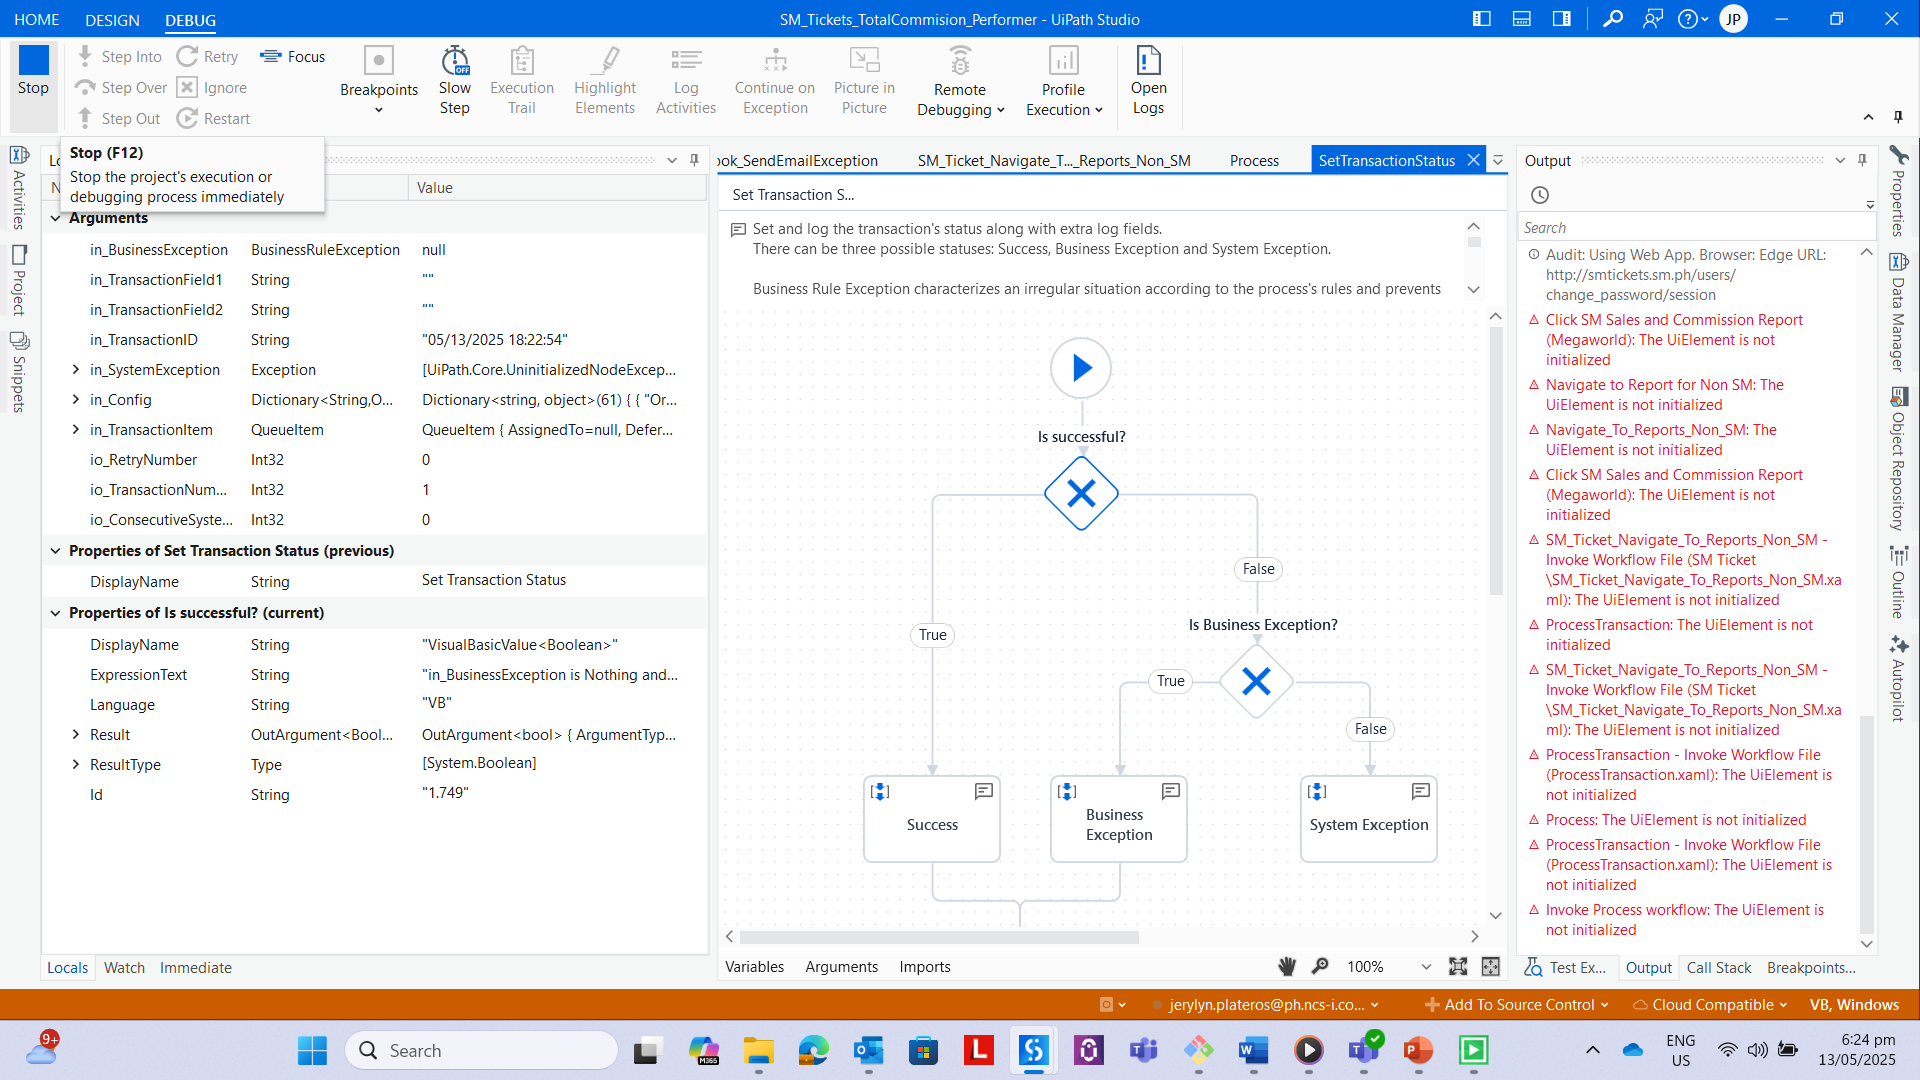 HOME
DESIGN
DEBUG
SM_Tickets_TotalCommision_Performer - UiPath Studio
JP
Stop
Step Into
Step Over
Step Out
Retry
Ignore
Restart
Focus
Breakpoints
Slow
Step
OFF
Execution
Trail
Highlight
Elements
Log
Activities
Continue on
Exception
Picture in
Picture
Remote
Debugging
Profile
Execution
Open
Logs
Stop (F12)
Stop the project's execution or
debugging process immediately
Activities
Project
Snippets
Value
Arguments
in_BusinessException BusinessRuleException null
in_TransactionField1 String ""
in_TransactionField2 String ""
in_TransactionID String "05/13/2025 18:22:54"
in_SystemException Exception [UiPath.Core.UninitializedNodeExcep...
in_Config Dictionary<String,O... Dictionary<string, object>(61) { { "Or...
in_TransactionItem QueueItem QueueItem { AssignedTo=null, Defer...
io_RetryNumber Int32 0
io_TransactionNum... Int32 1
io_ConsecutiveSyste... Int32 0
Properties of Set Transaction Status (previous)
DisplayName String Set Transaction Status
Properties of Is successful? (current)
DisplayName String "VisualBasicValue<Boolean>"
ExpressionText String "in_BusinessException is Nothing and...
Language String "VB"
Result OutArgument<Bool... OutArgument<bool> { ArgumentTyp...
ResultType Type [System.Boolean]
Id String "1.749"
Locals Watch Immediate
ook_SendEmailException
SM_Ticket_Navigate_T..._Reports_Non_SM
Process
SetTransactionStatus
Set Transaction S...
Set and log the transaction's status along with extra log fields.
There can be three possible statuses: Success, Business Exception and System Exception.
Business Rule Exception characterizes an irregular situation according to the process's rules and prevents
Is successful?
False
True
Is Business Exception?
True
False
Success
Business
Exception
System Exception
Variables Arguments Imports
100%
Output
Search
Audit: Using Web App. Browser: Edge URL:
http://smtickets.sm.ph/users/
change_password/session
Click SM Sales and Commission Report
(Megaworld): The UiElement is not
initialized
Navigate to Report for Non SM: The
UiElement is not initialized
Navigate_To_Reports_Non_SM: The
UiElement is not initialized
Click SM Sales and Commission Report
(Megaworld): The UiElement is not
initialized
SM_Ticket_Navigate_To_Reports_Non_SM -
Invoke Workflow File (SM Ticket
\SM_Ticket_Navigate_To_Reports_Non_SM.xa
ml): The UiElement is not initialized
ProcessTransaction: The UiElement is not
initialized
SM_Ticket_Navigate_To_Reports_Non_SM -
Invoke Workflow File (SM Ticket
\SM_Ticket_Navigate_To_Reports_Non_SM.xa
ml): The UiElement is not initialized
ProcessTransaction - Invoke Workflow File
(ProcessTransaction.xaml): The UiElement is
not initialized
Process: The UiElement is not initialized
ProcessTransaction - Invoke Workflow File
(ProcessTransaction.xaml): The UiElement is
not initialized
Invoke Process workflow: The UiElement is
not initialized
Test Ex... Output Call Stack Breakpoints...
Properties
Data Manager
Object Repository
Outline
Autopilot
jerylyn.plateros@ph.ncs-i.co...
Add To Source Control
Cloud Compatible
VB, Windows
9+
Search
M365
ENG
US
6:24 pm
13/05/2025